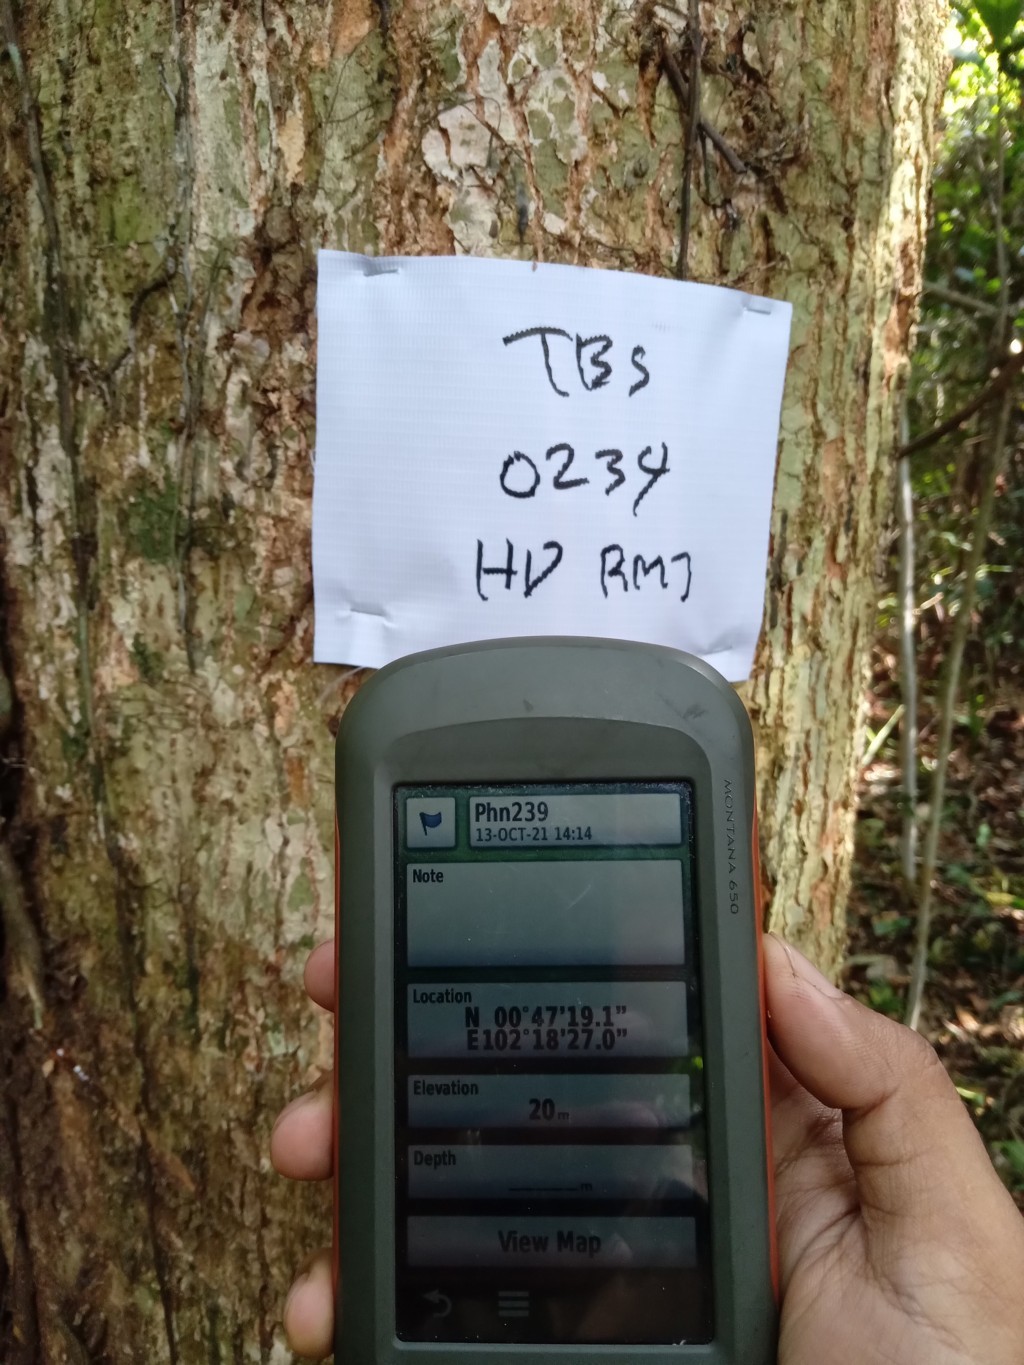 TBS
0234
HV RMJ
MONTANA 650
Phn239
13-OCT-21 14:14
Note
Location
N 00°47'19.1"
E102°18'27.0"
Elevation
20m
Depth
_______m
View Map